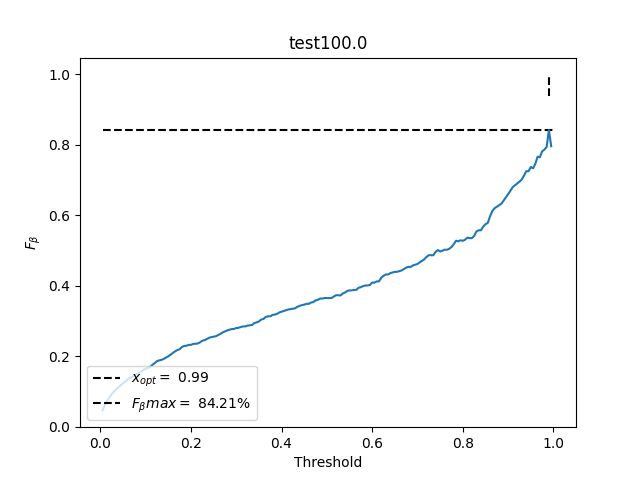 test100.0
1.0
0.8
0.6
0.4
0.2
0.0
F_β
x_opt = 0.99
F_β max = 84.21%
0.0 0.2 0.4 0.6 0.8 1.0
Threshold